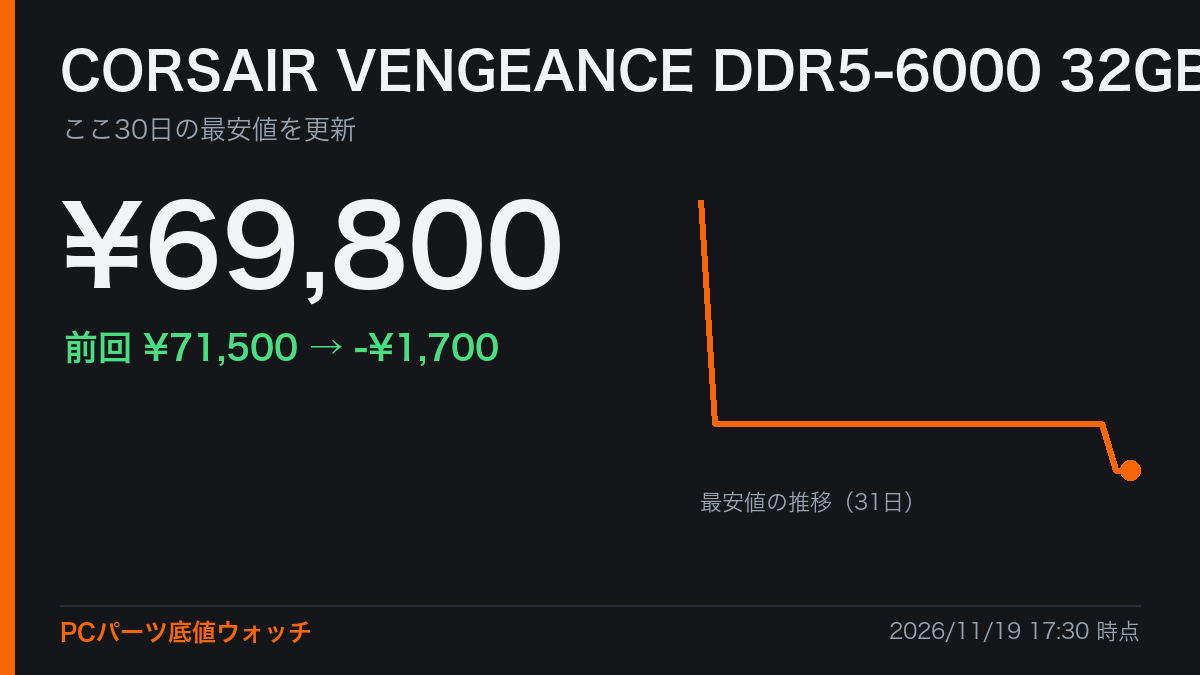 CORSAIR VENGEANCE DDR5-6000 32GB
ここ30日の最安値を更新
¥69,800
前回 ¥71,500 → -¥1,700
最安値の推移（31日）
PCパーツ底値ウォッチ
2026/11/19 17:30 時点